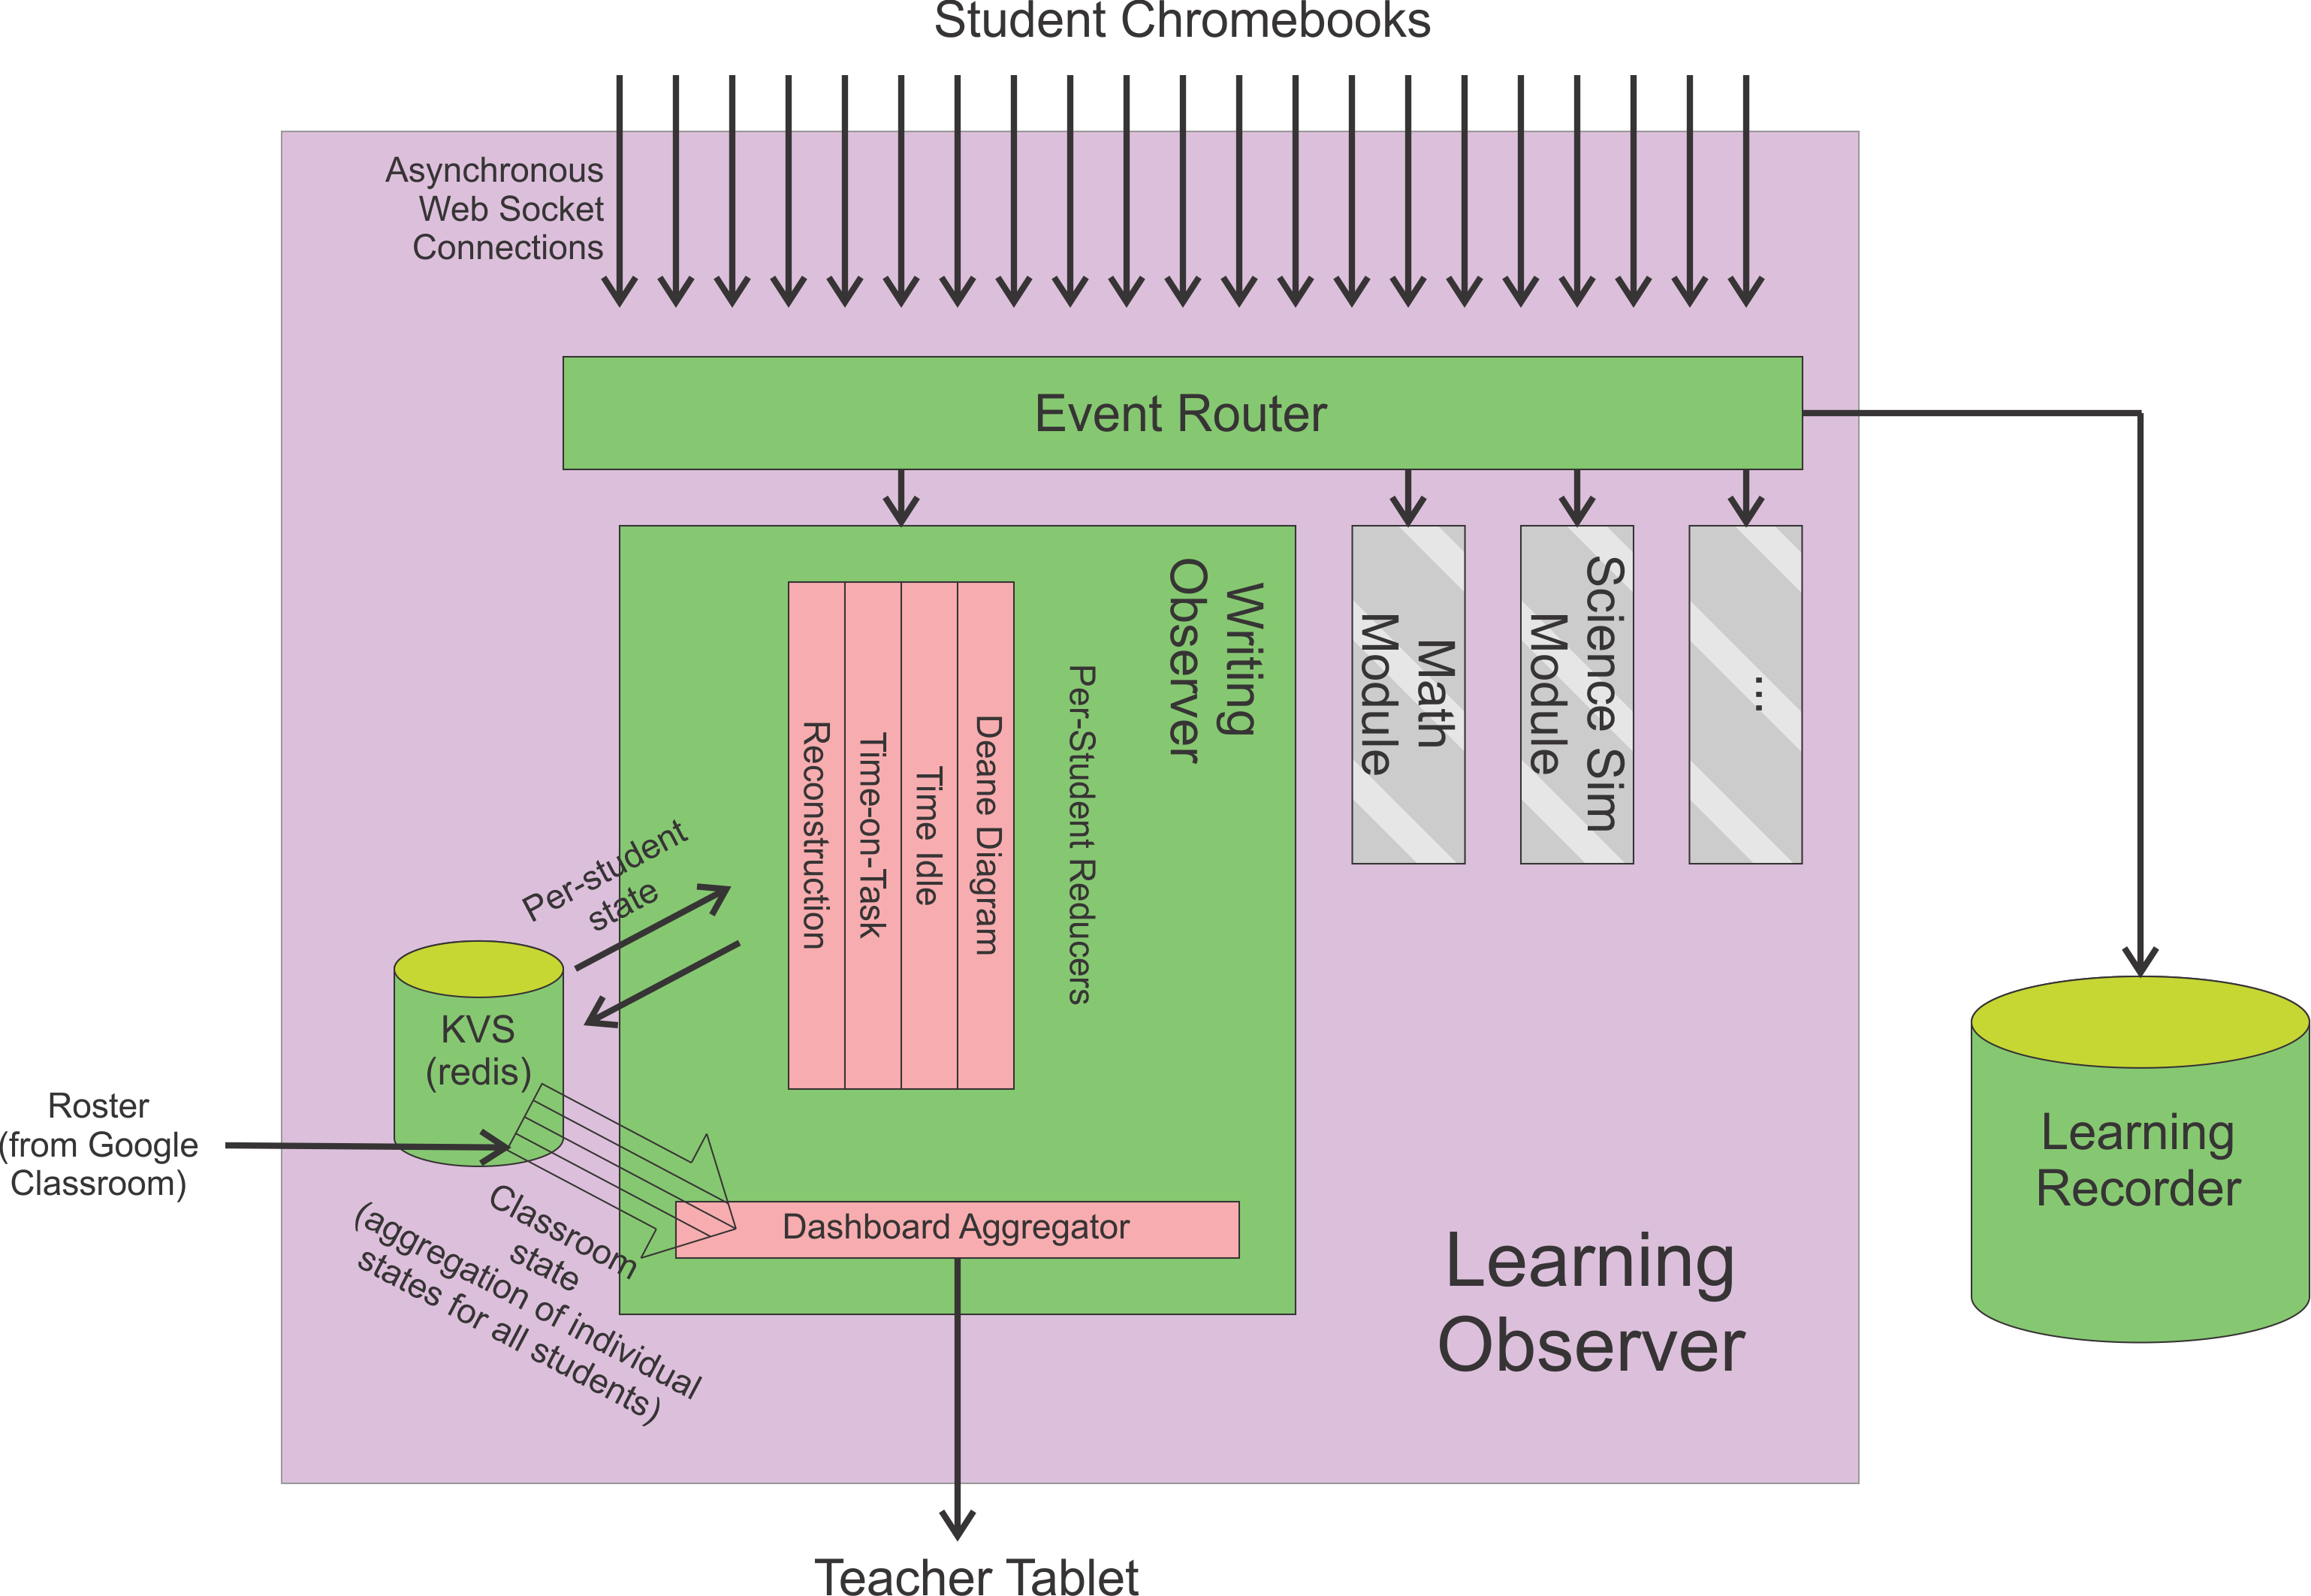 Student Chromebooks
Asynchronous
Web Socket
Connections
Event Router
Writing
Observer
Per-Student Reducers
Deane Diagram
Time Idle
Time-on-Task
Reconstruction
Math
Module
Science Sim
Module
...
Per-student
state
KVS
(redis)
Roster
(from Google
Classroom)
Classroom
state
(aggregation of individual
states for all students)
Dashboard Aggregator
Learning
Observer
Learning
Recorder
Teacher Tablet